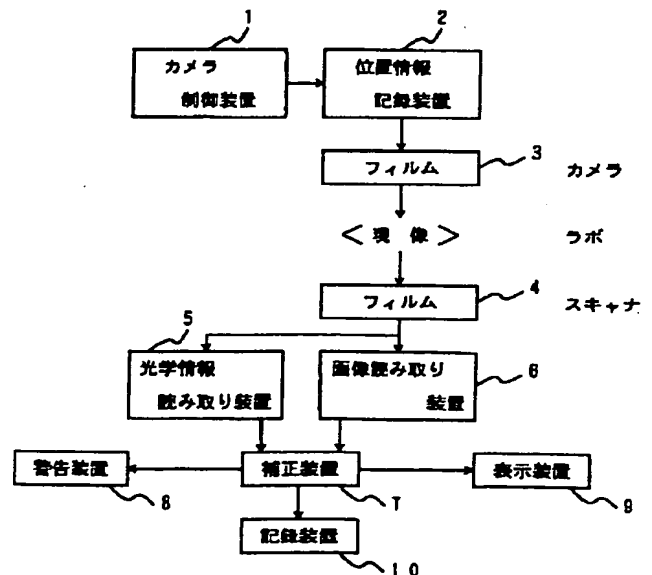 1
2
カメラ
制御装置
位置情報
記録装置
フィルム
3
カメラ
<現 像>
ラボ
フィルム
4
スキャナ
5
光学情報
読み取り装置
画像読み取り
装置
6
警告装置
8
補正装置
7
表示装置
9
記録装置
10